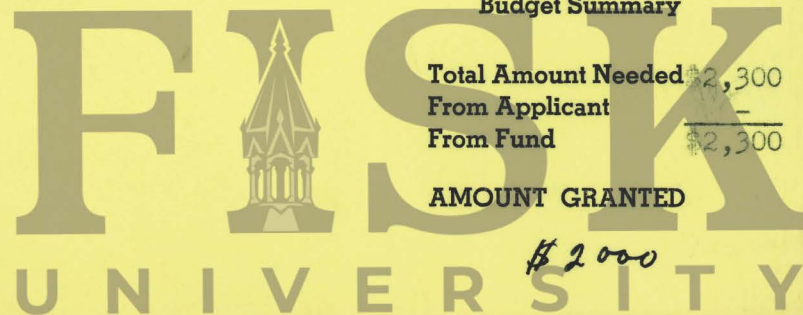 Budget Summary
Total Amount Needed $2,300
From Applicant –
From Fund $2,300
AMOUNT GRANTED
$2000
FISK
UNIVERSITY